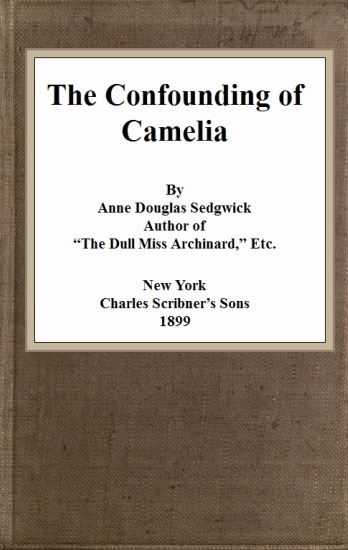 The Confounding of
Camelia
By
Anne Douglas Sedgwick
Author of
“The Dull Miss Archinard,” Etc.
New York
Charles Scribner’s Sons
1899